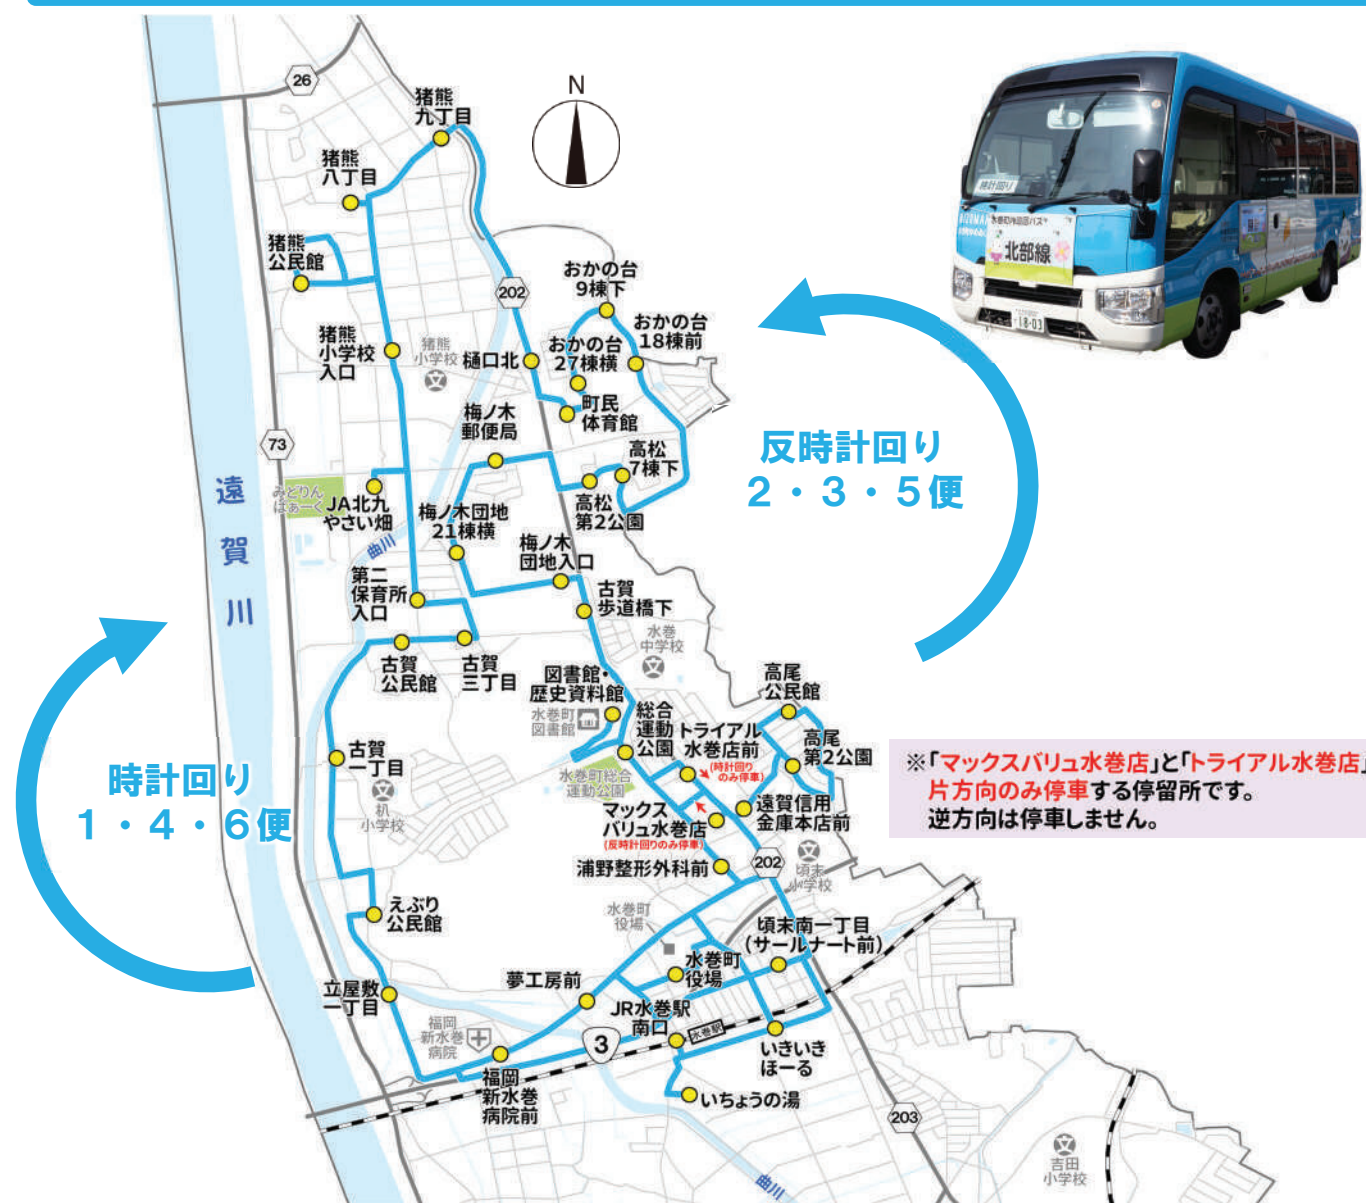 26
N
猪熊
九丁目
猪熊
八丁目
猪熊
公民館
時計回り
水巻町内巡回バス
北部線
18-03
202
おかの台
9棟下
おかの台
18棟前
おかの台
27棟横
猪熊
小学校
入口
猪熊
小学校
樋口北
町民
体育館
梅ノ木
郵便局
高松
7棟下
高松
第2公園
反時計回り
2・3・5便
73
遠賀川
みどりん
ぱぁーく
JA北九
やさい畑
曲川
梅ノ木団地
21棟横
梅ノ木
団地入口
第二
保育所
入口
古賀
歩道橋下
水巻
中学校
古賀
公民館
古賀
三丁目
図書館・
歴史資料館
水巻町
図書館
総合
運動
公園
高尾
公民館
トライアル
水巻店前
(時計回り
のみ停車)
高尾
第2公園
古賀
一丁目
机
小学校
水巻町総合
運動公園
マックス
バリュ水巻店
(反時計回りのみ停車)
遠賀信用
金庫本店前
※「マックスバリュ水巻店」と「トライアル水巻店」
片方向のみ停車する停留所です。
逆方向は停車しません。
時計回り
1・4・6便
浦野整形外科前
202
頃末
小学校
えぶり
公民館
水巻町
役場
頃末南一丁目
(サールナート前)
水巻町
役場
立屋敷
一丁目
夢工房前
JR水巻駅
南口
水巻駅
福岡
新水巻
病院
3
いきいき
ほーる
福岡
新水巻
病院前
いちょうの湯
203
吉田
小学校
曲川